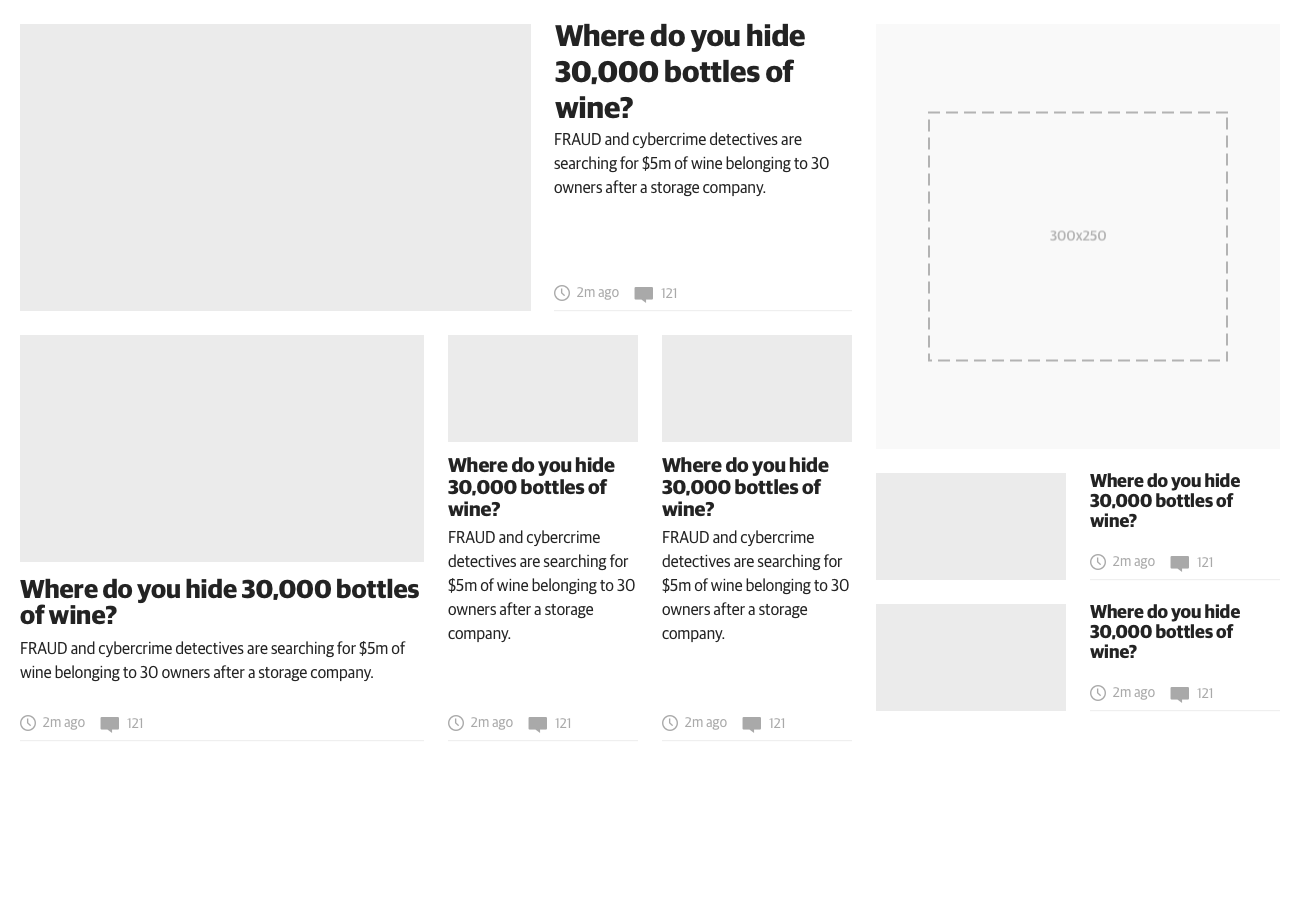 Where do you hide
30,000 bottles of
wine?
FRAUD and cybercrime detectives are
searching for $5m of wine belonging to 30
owners after a storage company.
2m ago 121
300x250
Where do you hide 30,000 bottles
of wine?
FRAUD and cybercrime detectives are searching for $5m of
wine belonging to 30 owners after a storage company.
2m ago 121
Where do you hide
30,000 bottles of
wine?
FRAUD and cybercrime
detectives are searching for
$5m of wine belonging to 30
owners after a storage
company.
2m ago 121
Where do you hide
30,000 bottles of
wine?
FRAUD and cybercrime
detectives are searching for
$5m of wine belonging to 30
owners after a storage
company.
2m ago 121
Where do you hide
30,000 bottles of
wine?
2m ago 121
Where do you hide
30,000 bottles of
wine?
2m ago 121